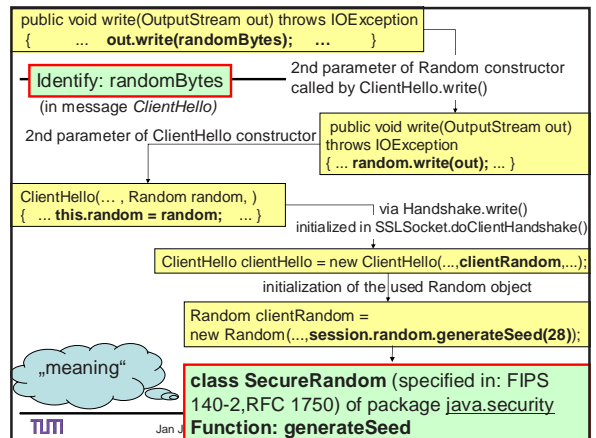 public void write(OutputStream out) throws IOException
{ ... out.write(randomBytes); ... }
Identify: randomBytes
(in message ClientHello)
2nd parameter of Random constructor
called by ClientHello.write()
2nd parameter of ClientHello constructor
public void write(OutputStream out)
throws IOException
{ ... random.write(out); ... }
ClientHello(... , Random random, )
{ ... this.random = random; ... }
via Handshake.write()
initialized in SSLSocket.doClientHandshake()
ClientHello clientHello = new ClientHello(...,clientRandom,...);
initialization of the used Random object
Random clientRandom =
new Random(...,session.random.generateSeed(28));
„meaning“
class SecureRandom (specified in: FIPS
140-2,RFC 1750) of package java.security
Function: generateSeed
TUM
Jan J